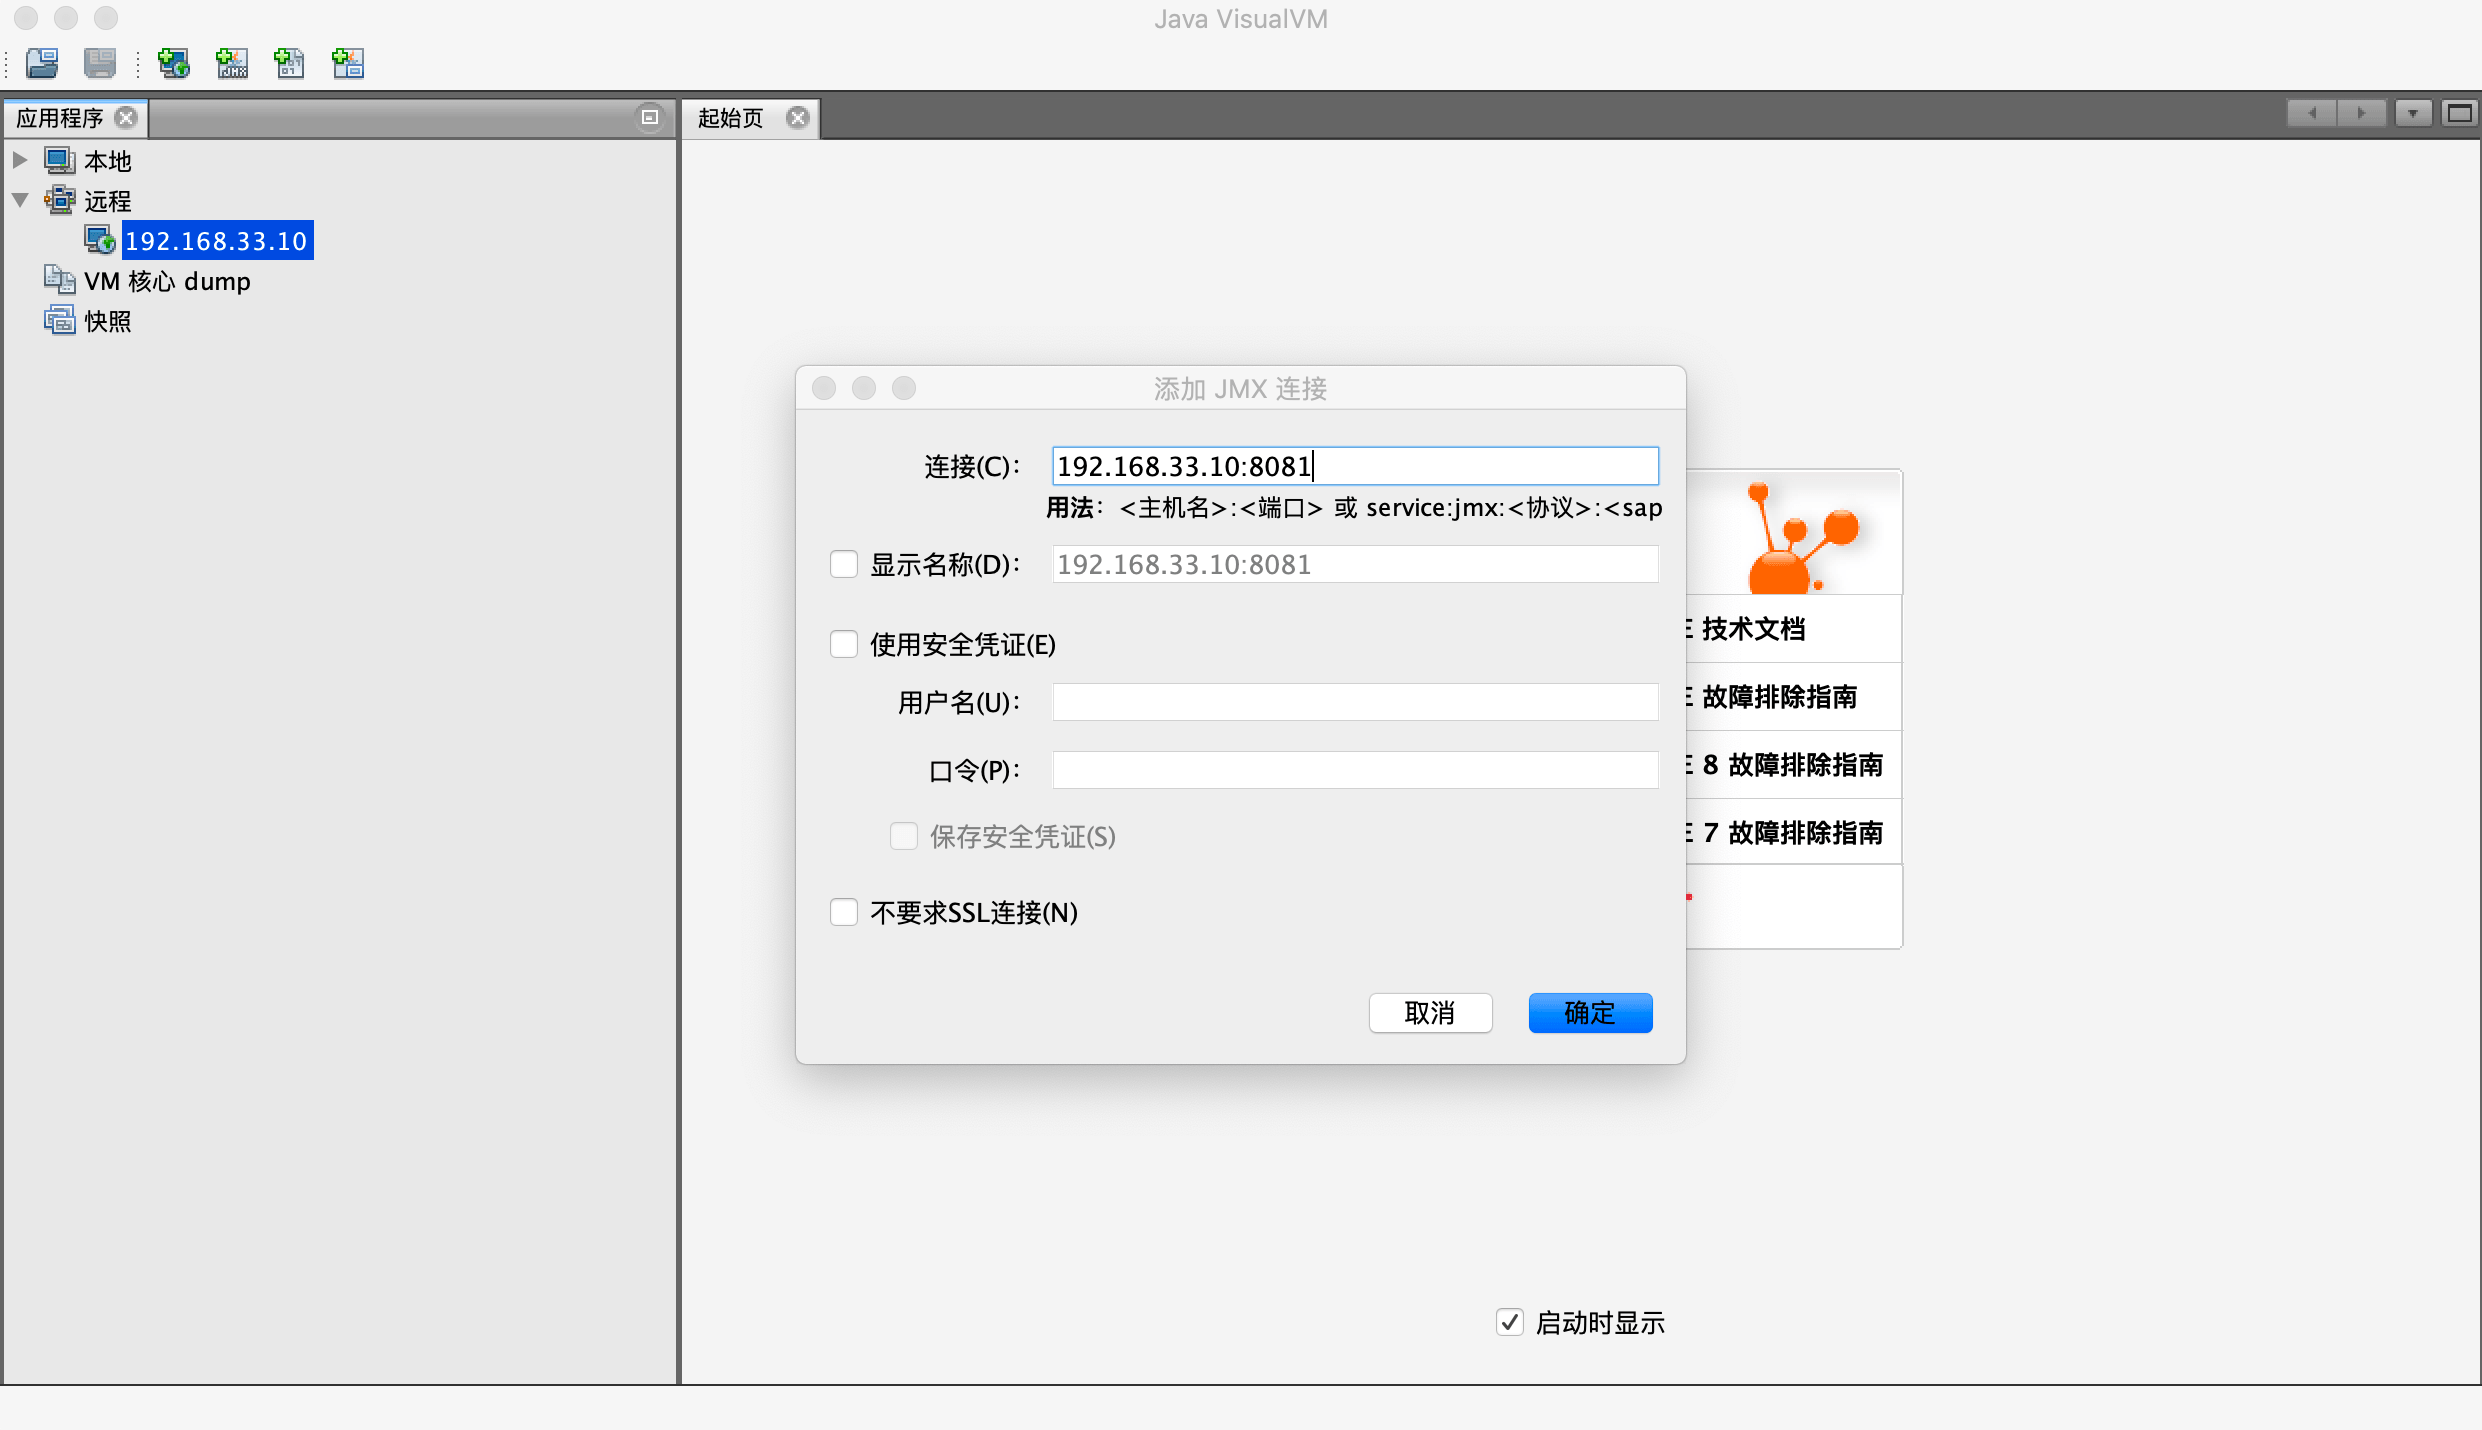 Java VisualVM
应用程序
起始页
本地
远程
192.168.33.10
VM 核心 dump
快照
添加 JMX 连接
连接(C)： 192.168.33.10:8081
用法： <主机名>:<端口> 或 service:jmx:<协议>:<sap
显示名称(D)： 192.168.33.10:8081
使用安全凭证(E)
用户名(U)：
口令(P)：
保存安全凭证(S)
不要求SSL连接(N)
取消
确定
技术文档
故障排除指南
8 故障排除指南
7 故障排除指南
启动时显示